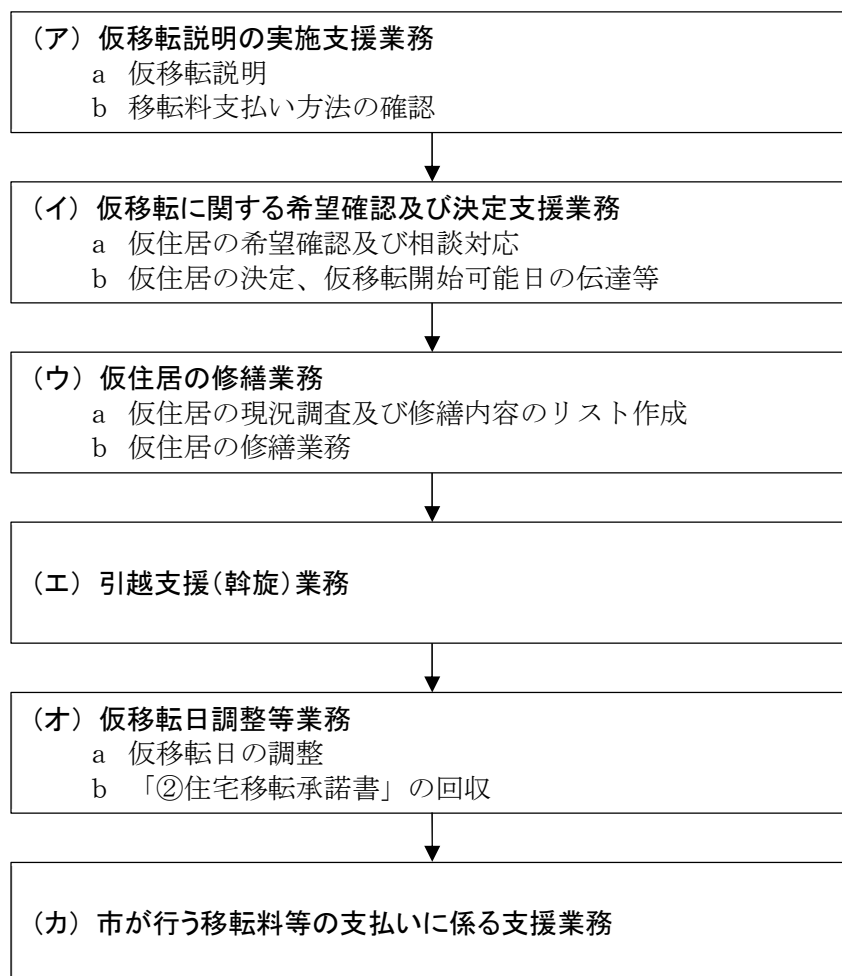 （ア）仮移転説明の実施支援業務
a 仮移転説明
b 移転料支払い方法の確認
（イ）仮移転に関する希望確認及び決定支援業務
a 仮住居の希望確認及び相談対応
b 仮住居の決定、仮移転開始可能日の伝達等
（ウ）仮住居の修繕業務
a 仮住居の現況調査及び修繕内容のリスト作成
b 仮住居の修繕業務
（エ）引越支援（斡旋）業務
（オ）仮移転日調整等業務
a 仮移転日の調整
b 「②住宅移転承諾書」の回収
（カ）市が行う移転料等の支払いに係る支援業務